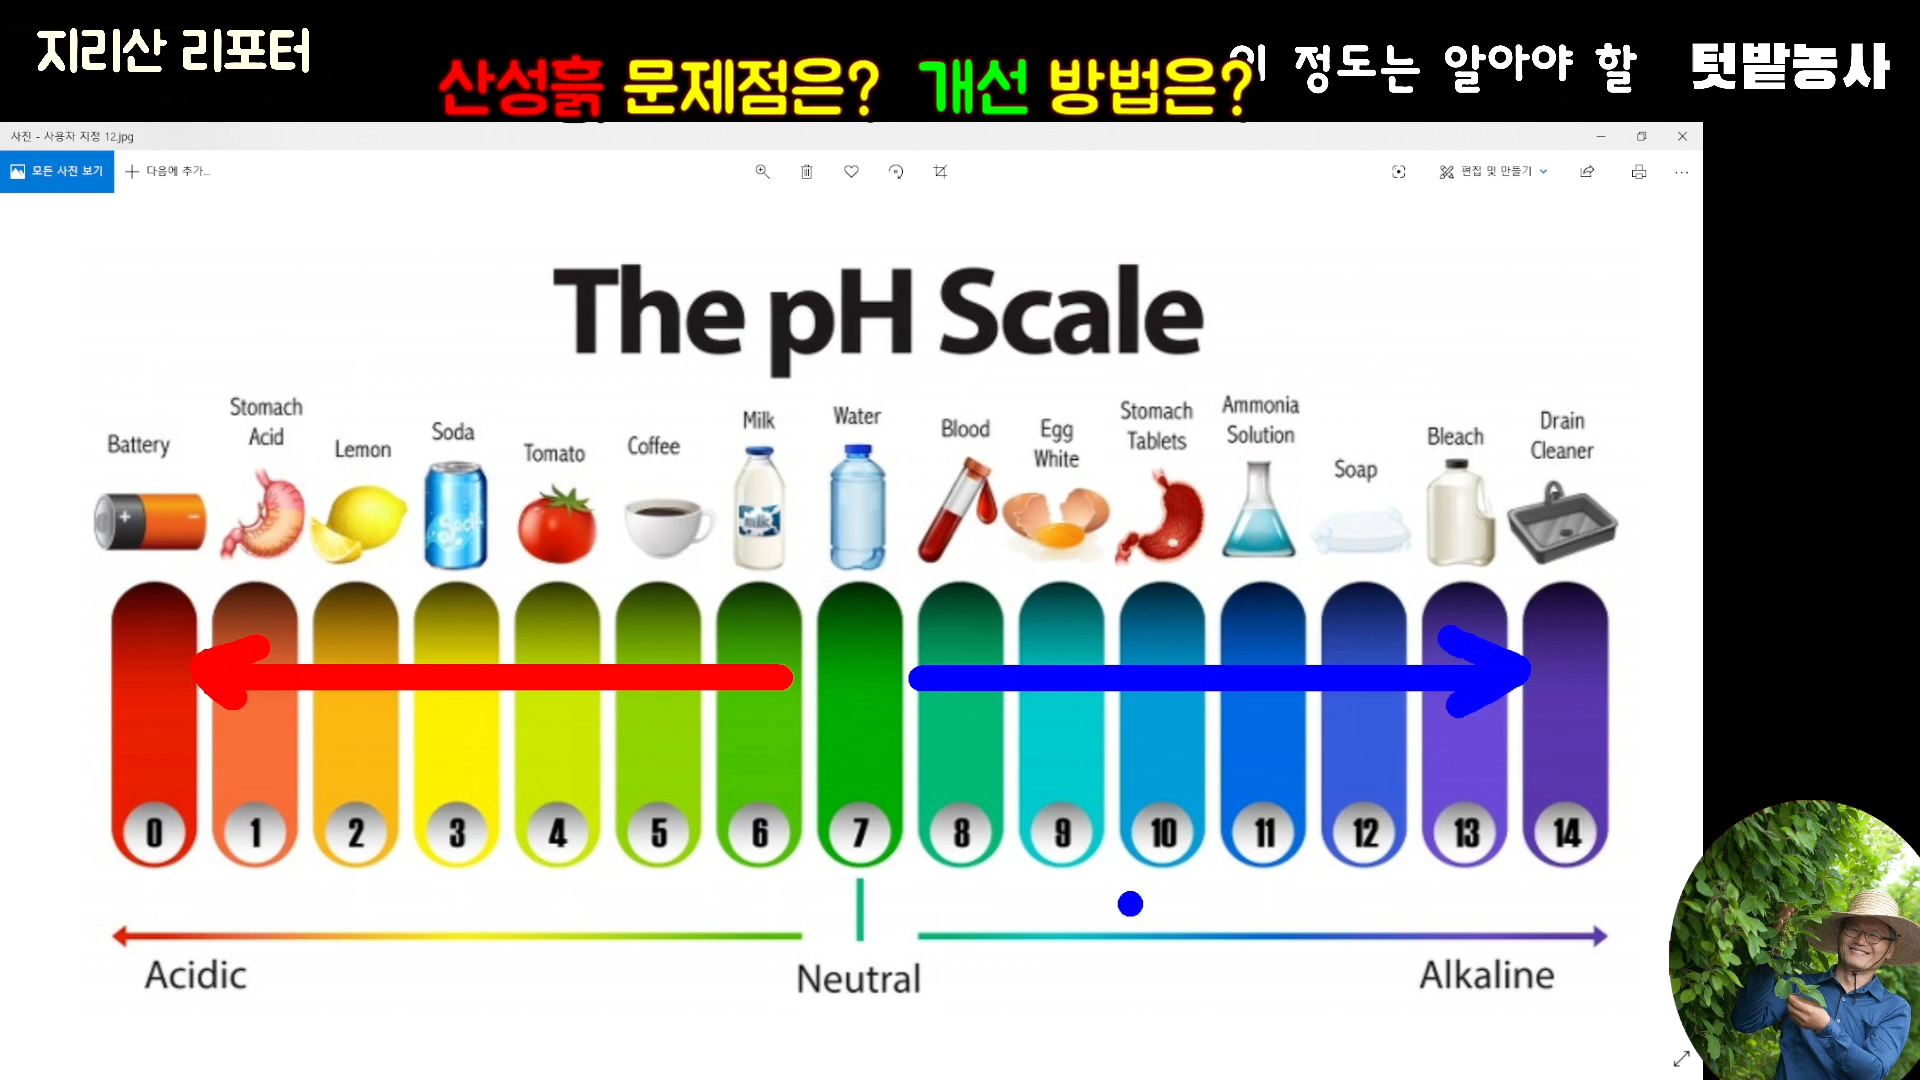 지리산 리포터
산성흙 문제점은? 개선 방법은?
정도는 알아야 할 텃밭농사
사진 - 사용자 지정 12.jpg
모든 사진 보기
다음에 추가...
편집 및 만들기
The pH Scale
Battery
Stomach
Acid
Lemon
Soda
Tomato
Coffee
Milk
Water
Blood
Egg
White
Stomach
Tablets
Ammonia
Solution
Soap
Bleach
Drain
Cleaner
0 1 2 3 4 5 6 7 8 9 10 11 12 13 14
Acidic
Neutral
Alkaline